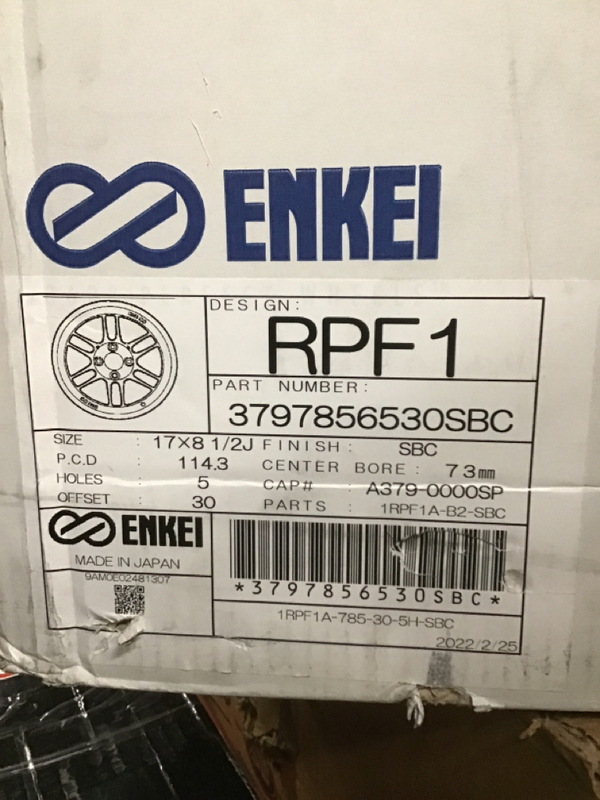 ENKEI
DESIGN:
RPF1
PART NUMBER:
3797856530SBC
SIZE : 17X8 1/2J FINISH : SBC
P.C.D : 114.3 CENTER BORE : 73mm
HOLES : 5 CAP# : A379-0000SP
OFFSET : 30 PARTS : 1RPF1A-B2-SBC
ENKEI
MADE IN JAPAN
9AM0E02481307
*3797856530SBC*
1RPF1A-785-30-5H-SBC
2022/2/25